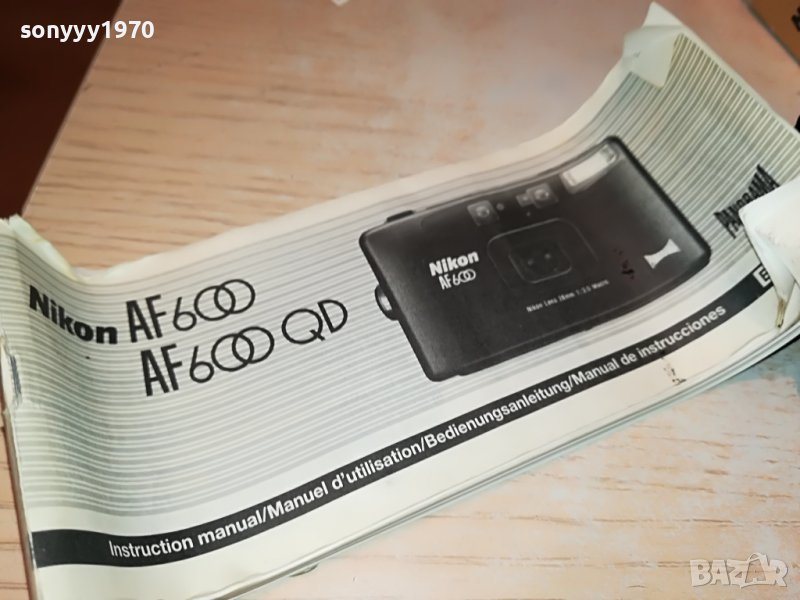 sonyyy1970
Nikon AF600
AF600 QD
Nikon
AF600
Nikon Lens 28mm 1:3.5 Macro
PANORAMA
E
Instruction manual/Manuel d'utilisation/Bedienungsanleitung/Manual de instrucciones
BAZAR